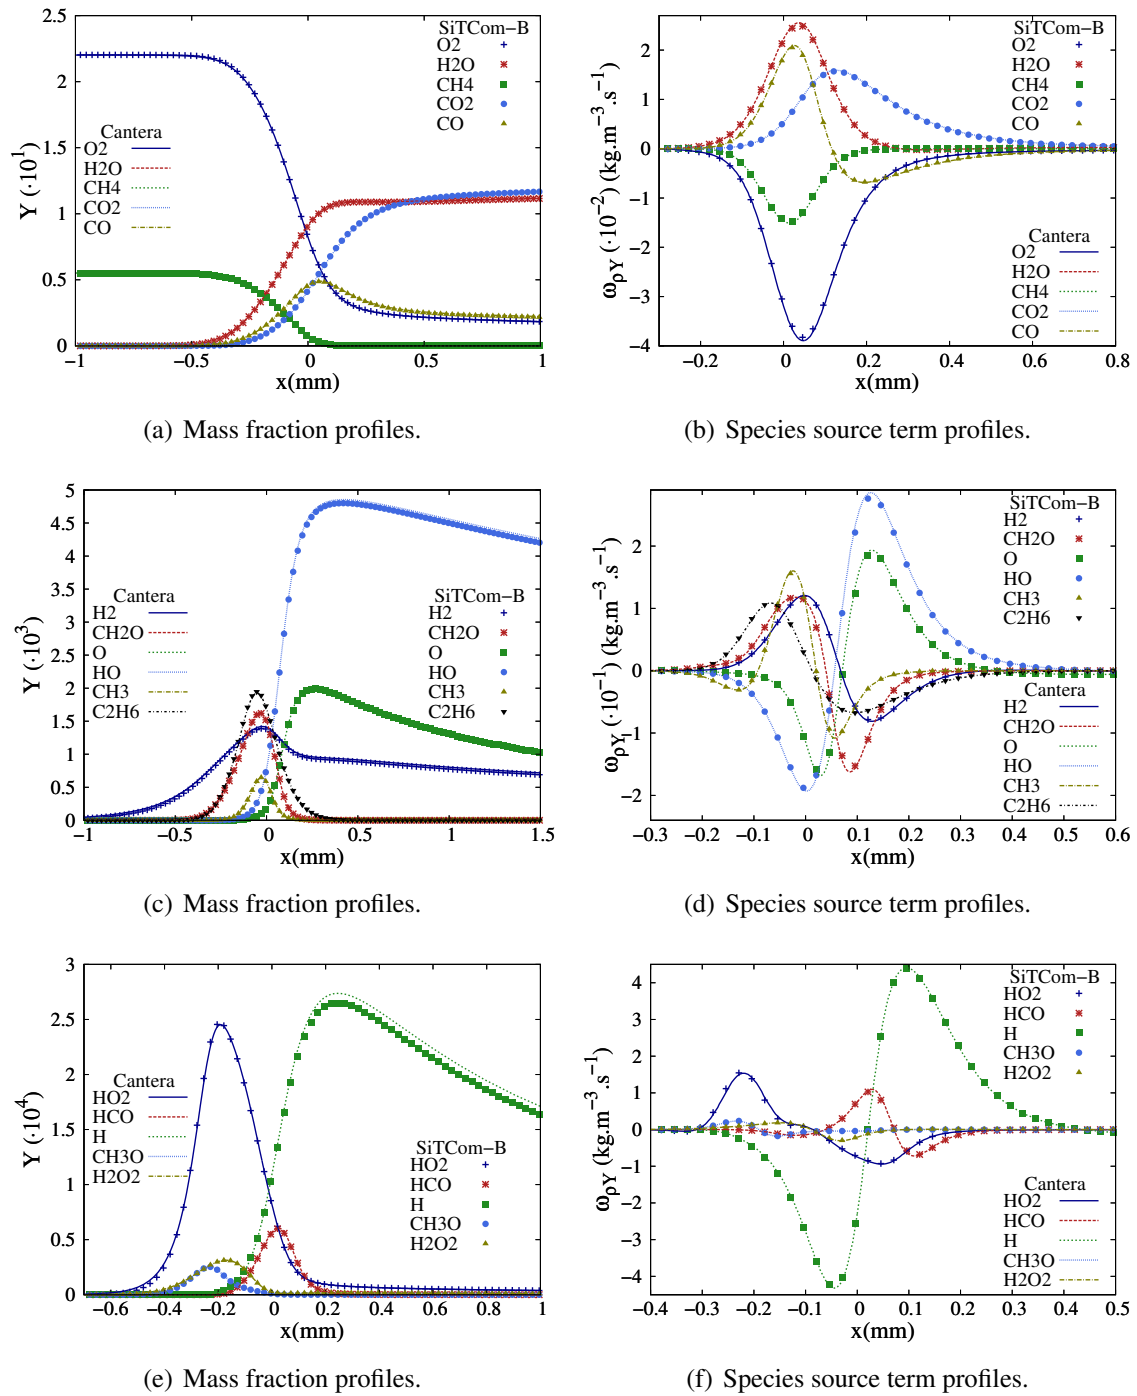 2.5
2
1.5
1
0.5
0
Y (·10¹)
SiTCom-B
O2
H2O
CH4
CO2
CO
Cantera
O2
H2O
CH4
CO2
CO
−1
−0.5
0
0.5
1
x(mm)
(a) Mass fraction profiles.
2
1
0
−1
−2
−3
−4
ω̇ρY (·10⁻²) (kg.m⁻³.s⁻¹)
SiTCom-B
O2
H2O
CH4
CO2
CO
Cantera
O2
H2O
CH4
CO2
CO
−0.2
0
0.2
0.4
0.6
0.8
x(mm)
(b) Species source term profiles.
5
4.5
4
3.5
3
2.5
2
1.5
1
0.5
0
Y (·10³)
Cantera
H2
CH2O
O
HO
CH3
C2H6
SiTCom-B
H2
CH2O
O
HO
CH3
C2H6
−1
−0.5
0
0.5
1
1.5
x(mm)
(c) Mass fraction profiles.
2
1
0
−1
−2
ω̇ρYi (·10⁻¹) (kg.m⁻³.s⁻¹)
SiTCom-B
H2
CH2O
O
HO
CH3
C2H6
Cantera
H2
CH2O
O
HO
CH3
C2H6
−0.3
−0.2
−0.1
0
0.1
0.2
0.3
0.4
0.5
0.6
x(mm)
(d) Species source term profiles.
3
2.5
2
1.5
1
0.5
0
Y (·10⁴)
Cantera
HO2
HCO
H
CH3O
H2O2
SiTCom-B
HO2
HCO
H
CH3O
H2O2
−0.6
−0.4
−0.2
0
0.2
0.4
0.6
0.8
1
x(mm)
(e) Mass fraction profiles.
4
3
2
1
0
−1
−2
−3
−4
ω̇ρY (kg.m⁻³.s⁻¹)
SiTCom-B
HO2
HCO
H
CH3O
H2O2
Cantera
HO2
HCO
H
CH3O
H2O2
−0.4
−0.3
−0.2
−0.1
0
0.1
0.2
0.3
0.4
0.5
x(mm)
(f) Species source term profiles.